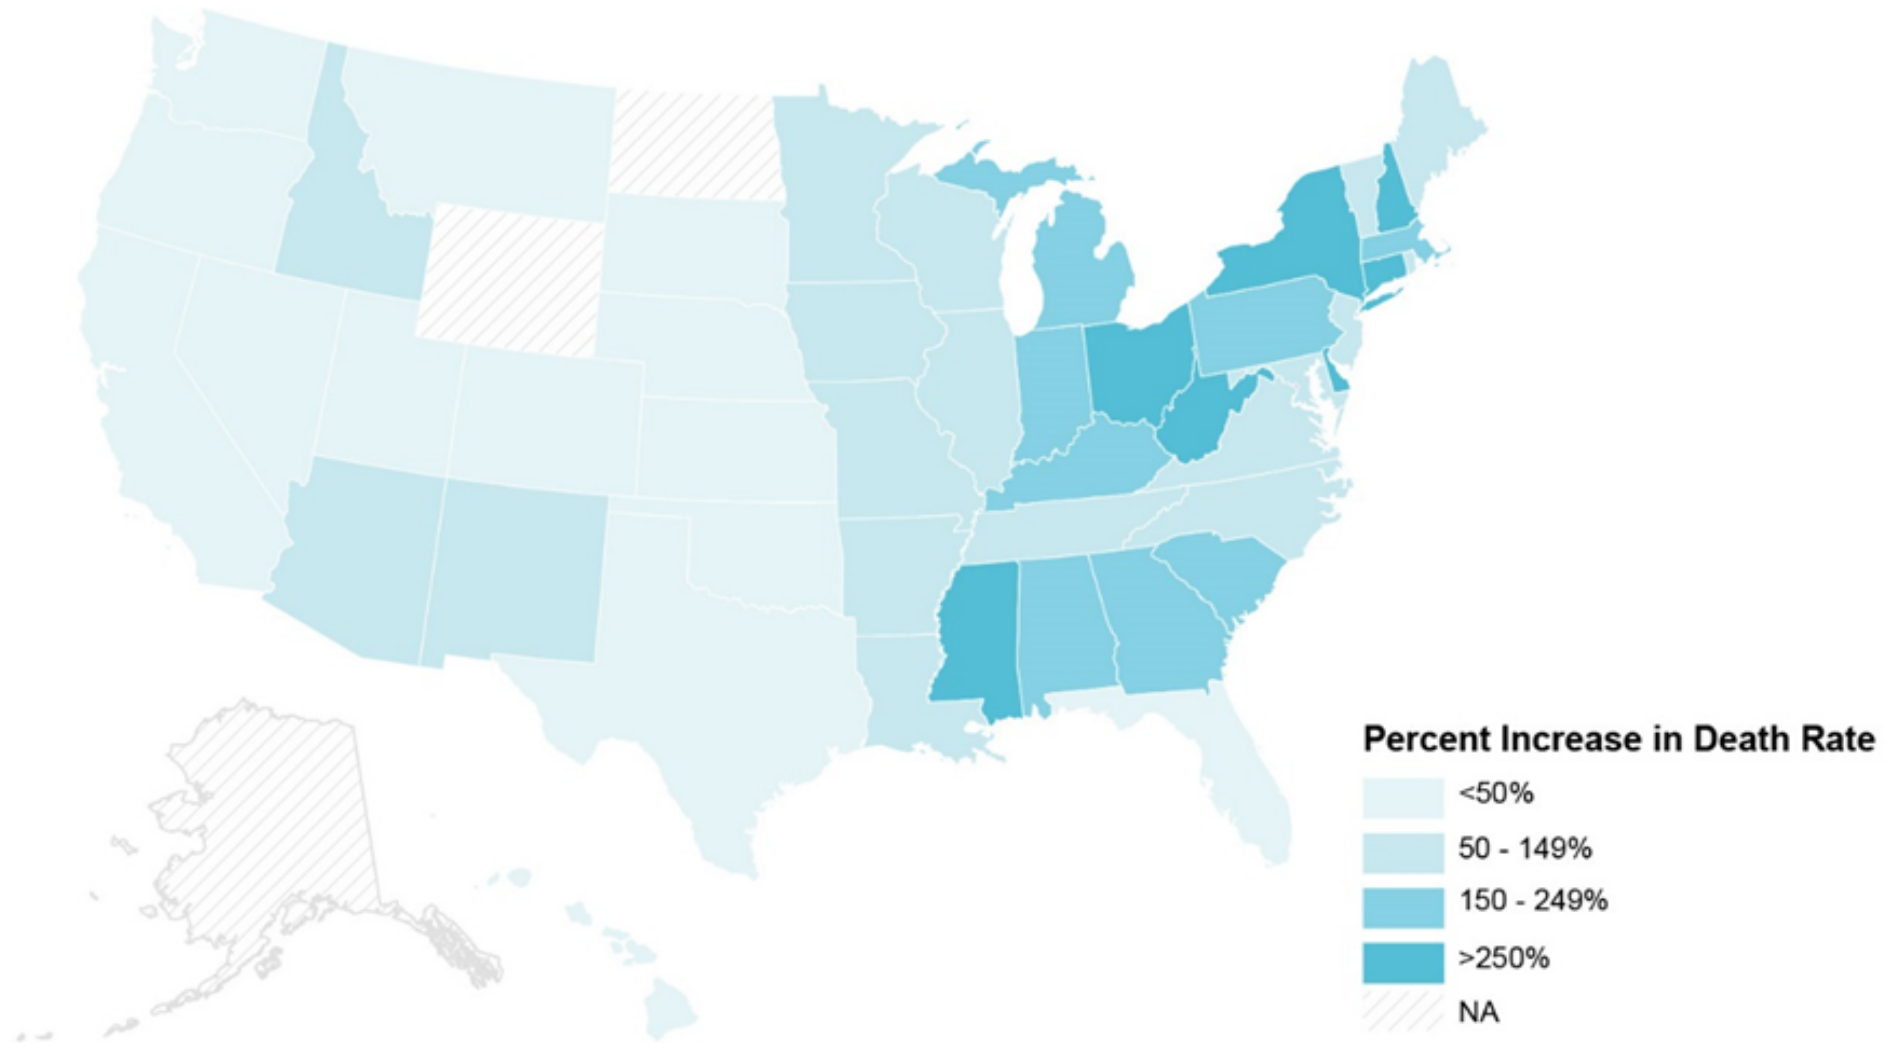 Percent Increase in Death Rate
<50%
50 - 149%
150 - 249%
>250%
NA